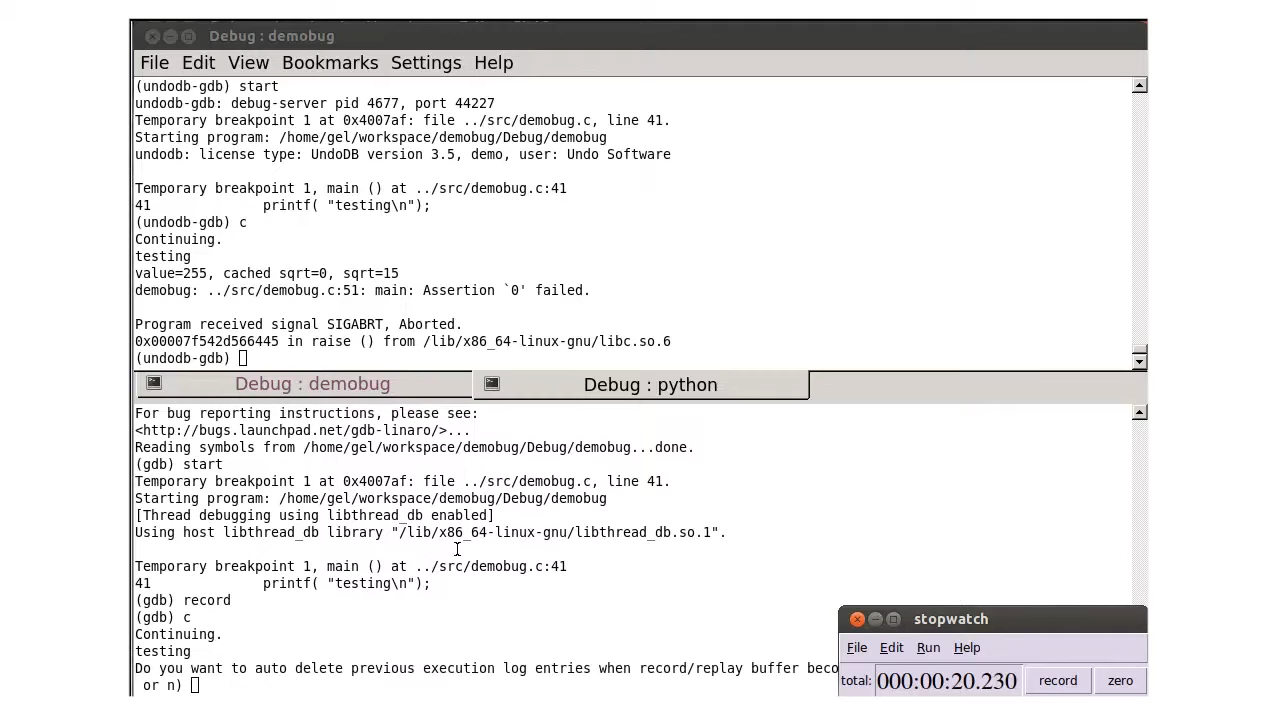 Debug : demobug
File Edit View Bookmarks Settings Help
(undodb-gdb) start
undodb-gdb: debug-server pid 4677, port 44227
Temporary breakpoint 1 at 0x4007af: file ../src/demobug.c, line 41.
Starting program: /home/gel/workspace/demobug/Debug/demobug
undodb: license type: UndoDB version 3.5, demo, user: Undo Software
Temporary breakpoint 1, main () at ../src/demobug.c:41
41 printf( "testing\n");
(undodb-gdb) c
Continuing.
testing
value=255, cached sqrt=0, sqrt=15
demobug: ../src/demobug.c:51: main: Assertion `0' failed.
Program received signal SIGABRT, Aborted.
0x00007f542d566445 in raise () from /lib/x86_64-linux-gnu/libc.so.6
(undodb-gdb)
Debug : demobug Debug : python
For bug reporting instructions, please see:
<http://bugs.launchpad.net/gdb-linaro/>...
Reading symbols from /home/gel/workspace/demobug/Debug/demobug...done.
(gdb) start
Temporary breakpoint 1 at 0x4007af: file ../src/demobug.c, line 41.
Starting program: /home/gel/workspace/demobug/Debug/demobug
[Thread debugging using libthread_db enabled]
Using host libthread_db library "/lib/x86_64-linux-gnu/libthread_db.so.1".
Temporary breakpoint 1, main () at ../src/demobug.c:41
41 printf( "testing\n");
(gdb) record
(gdb) c
Continuing.
testing
Do you want to auto delete previous execution log entries when record/replay buffer beco
or n)
stopwatch
File Edit Run Help
total: 000:00:20.230 record zero